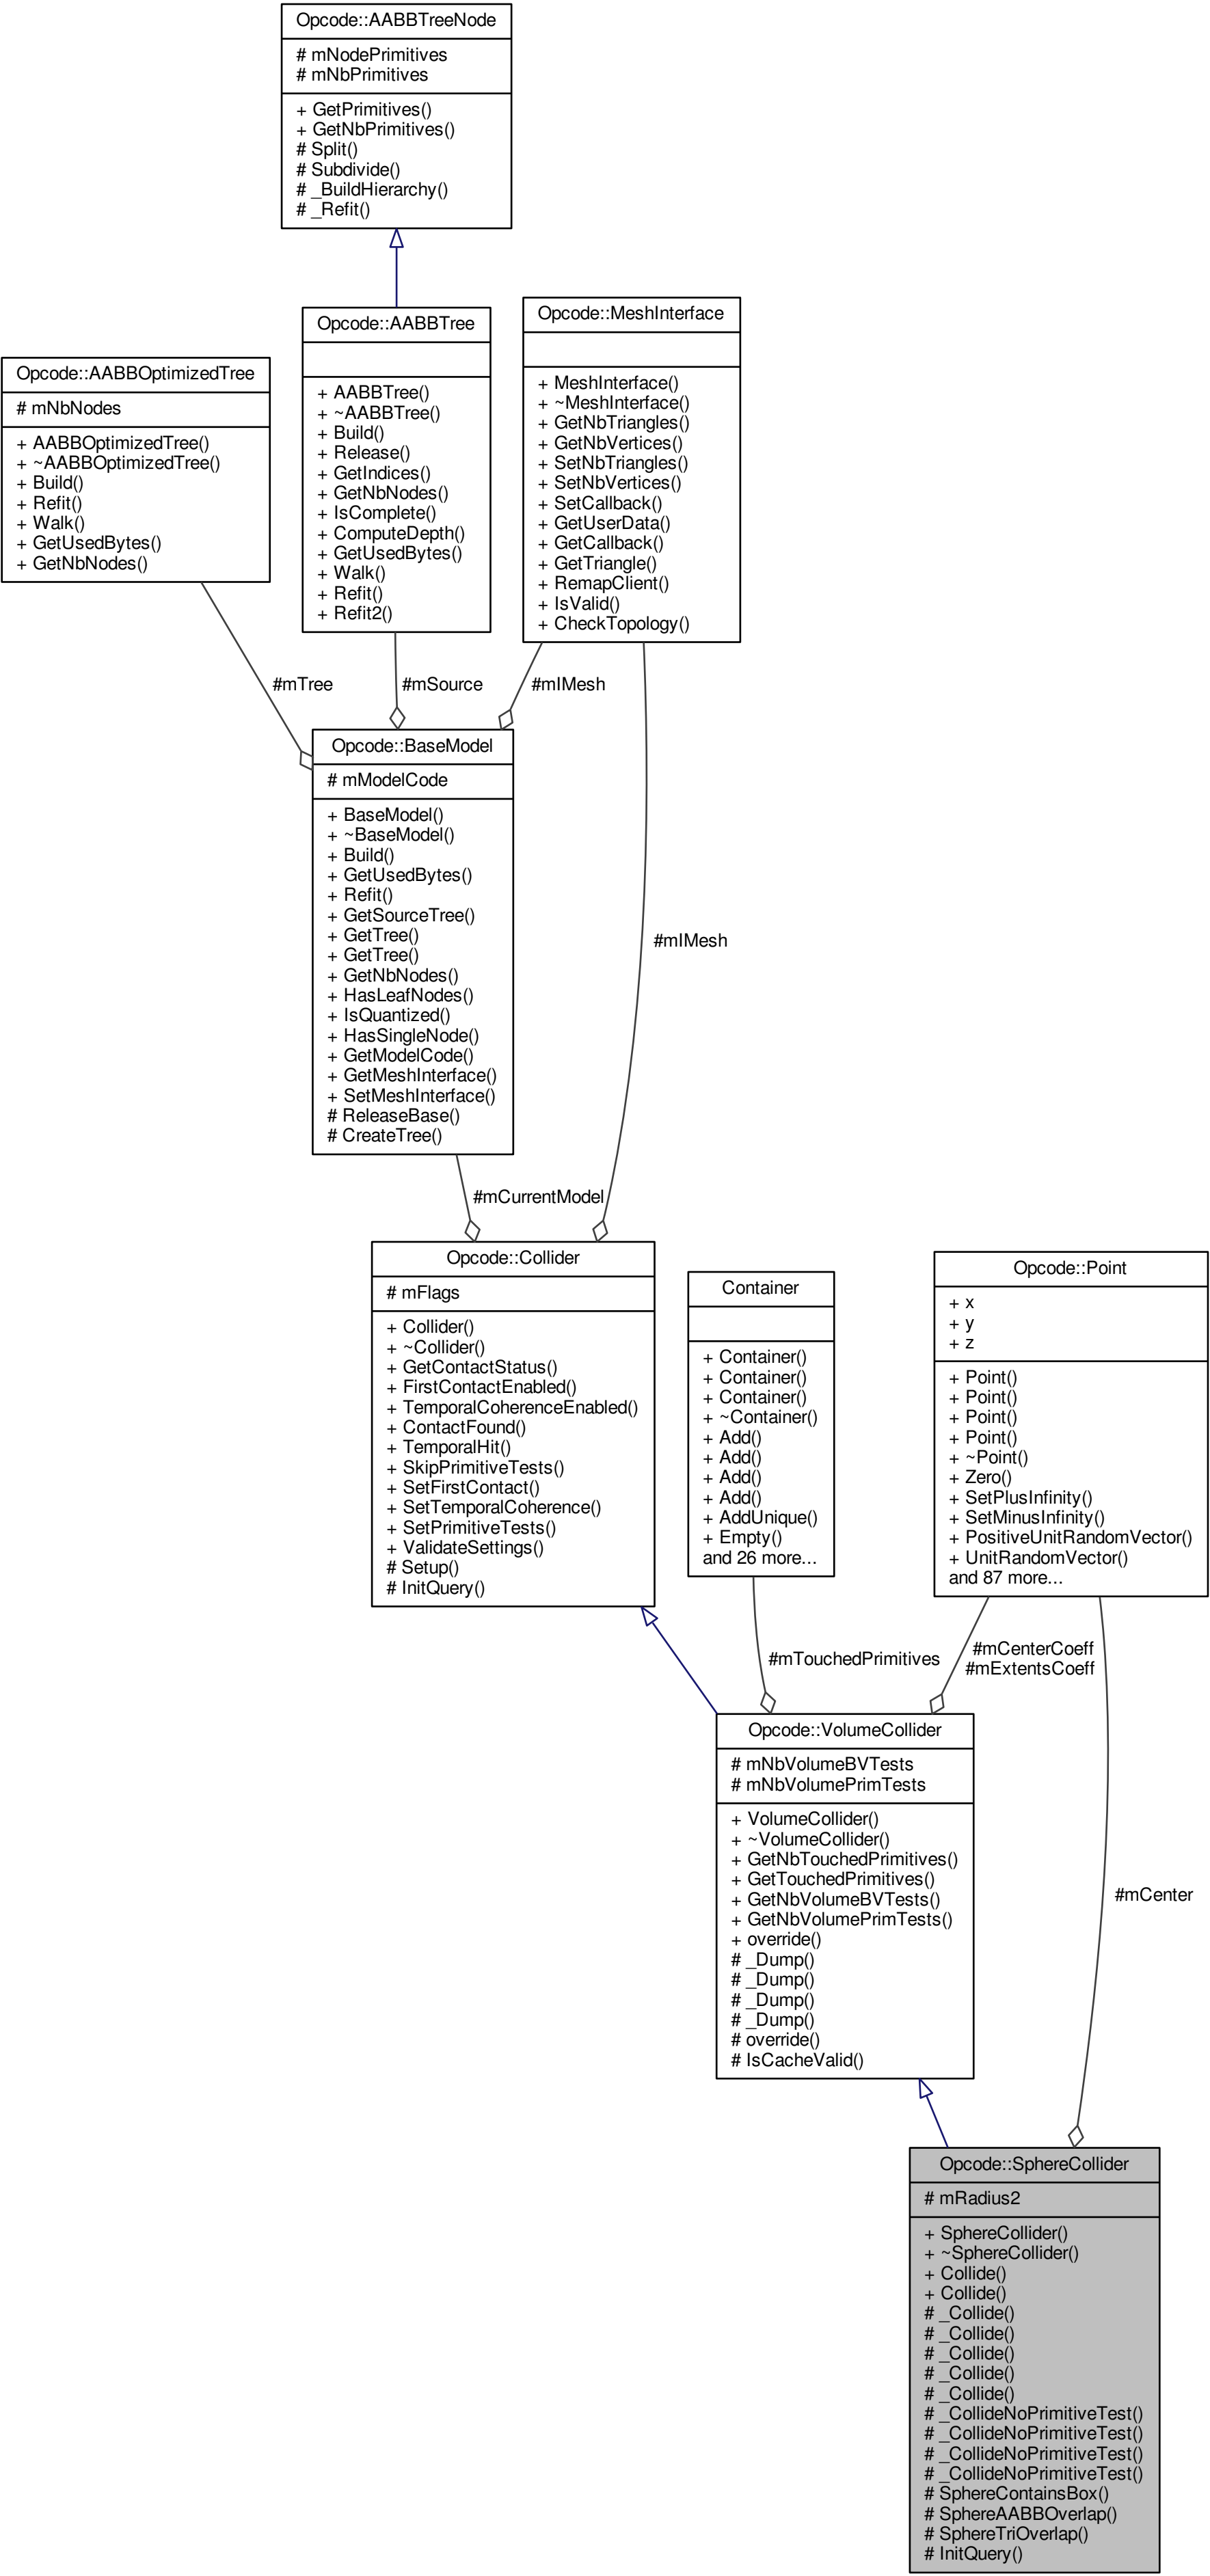 Opcode::AABBTreeNode
# mNodePrimitives
# mNbPrimitives
+ GetPrimitives()
+ GetNbPrimitives()
# Split()
# Subdivide()
# _BuildHierarchy()
# _Refit()
Opcode::AABBOptimizedTree
# mNbNodes
+ AABBOptimizedTree()
+ ~AABBOptimizedTree()
+ Build()
+ Refit()
+ Walk()
+ GetUsedBytes()
+ GetNbNodes()
Opcode::AABBTree
+ AABBTree()
+ ~AABBTree()
+ Build()
+ Release()
+ GetIndices()
+ GetNbNodes()
+ IsComplete()
+ ComputeDepth()
+ GetUsedBytes()
+ Walk()
+ Refit()
+ Refit2()
Opcode::MeshInterface
+ MeshInterface()
+ ~MeshInterface()
+ GetNbTriangles()
+ GetNbVertices()
+ SetNbTriangles()
+ SetNbVertices()
+ SetCallback()
+ GetUserData()
+ GetCallback()
+ GetTriangle()
+ RemapClient()
+ IsValid()
+ CheckTopology()
#mTree
#mSource
#mIMesh
Opcode::BaseModel
# mModelCode
+ BaseModel()
+ ~BaseModel()
+ Build()
+ GetUsedBytes()
+ Refit()
+ GetSourceTree()
+ GetTree()
+ GetTree()
+ GetNbNodes()
+ HasLeafNodes()
+ IsQuantized()
+ HasSingleNode()
+ GetModelCode()
+ GetMeshInterface()
+ SetMeshInterface()
# ReleaseBase()
# CreateTree()
#mIMesh
#mCurrentModel
Opcode::Collider
# mFlags
+ Collider()
+ ~Collider()
+ GetContactStatus()
+ FirstContactEnabled()
+ TemporalCoherenceEnabled()
+ ContactFound()
+ TemporalHit()
+ SkipPrimitiveTests()
+ SetFirstContact()
+ SetTemporalCoherence()
+ SetPrimitiveTests()
+ ValidateSettings()
# Setup()
# InitQuery()
Container
+ Container()
+ Container()
+ Container()
+ ~Container()
+ Add()
+ Add()
+ Add()
+ Add()
+ AddUnique()
+ Empty()
and 26 more...
Opcode::Point
+ x
+ y
+ z
+ Point()
+ Point()
+ Point()
+ Point()
+ ~Point()
+ Zero()
+ SetPlusInfinity()
+ SetMinusInfinity()
+ PositiveUnitRandomVector()
+ UnitRandomVector()
and 87 more...
#mTouchedPrimitives
#mCenterCoeff
#mExtentsCoeff
Opcode::VolumeCollider
# mNbVolumeBVTests
# mNbVolumePrimTests
+ VolumeCollider()
+ ~VolumeCollider()
+ GetNbTouchedPrimitives()
+ GetTouchedPrimitives()
+ GetNbVolumeBVTests()
+ GetNbVolumePrimTests()
+ override()
# _Dump()
# _Dump()
# _Dump()
# _Dump()
# override()
# IsCacheValid()
#mCenter
Opcode::SphereCollider
# mRadius2
+ SphereCollider()
+ ~SphereCollider()
+ Collide()
+ Collide()
# _Collide()
# _Collide()
# _Collide()
# _Collide()
# _Collide()
# _CollideNoPrimitiveTest()
# _CollideNoPrimitiveTest()
# _CollideNoPrimitiveTest()
# _CollideNoPrimitiveTest()
# SphereContainsBox()
# SphereAABBOverlap()
# SphereTriOverlap()
# InitQuery()